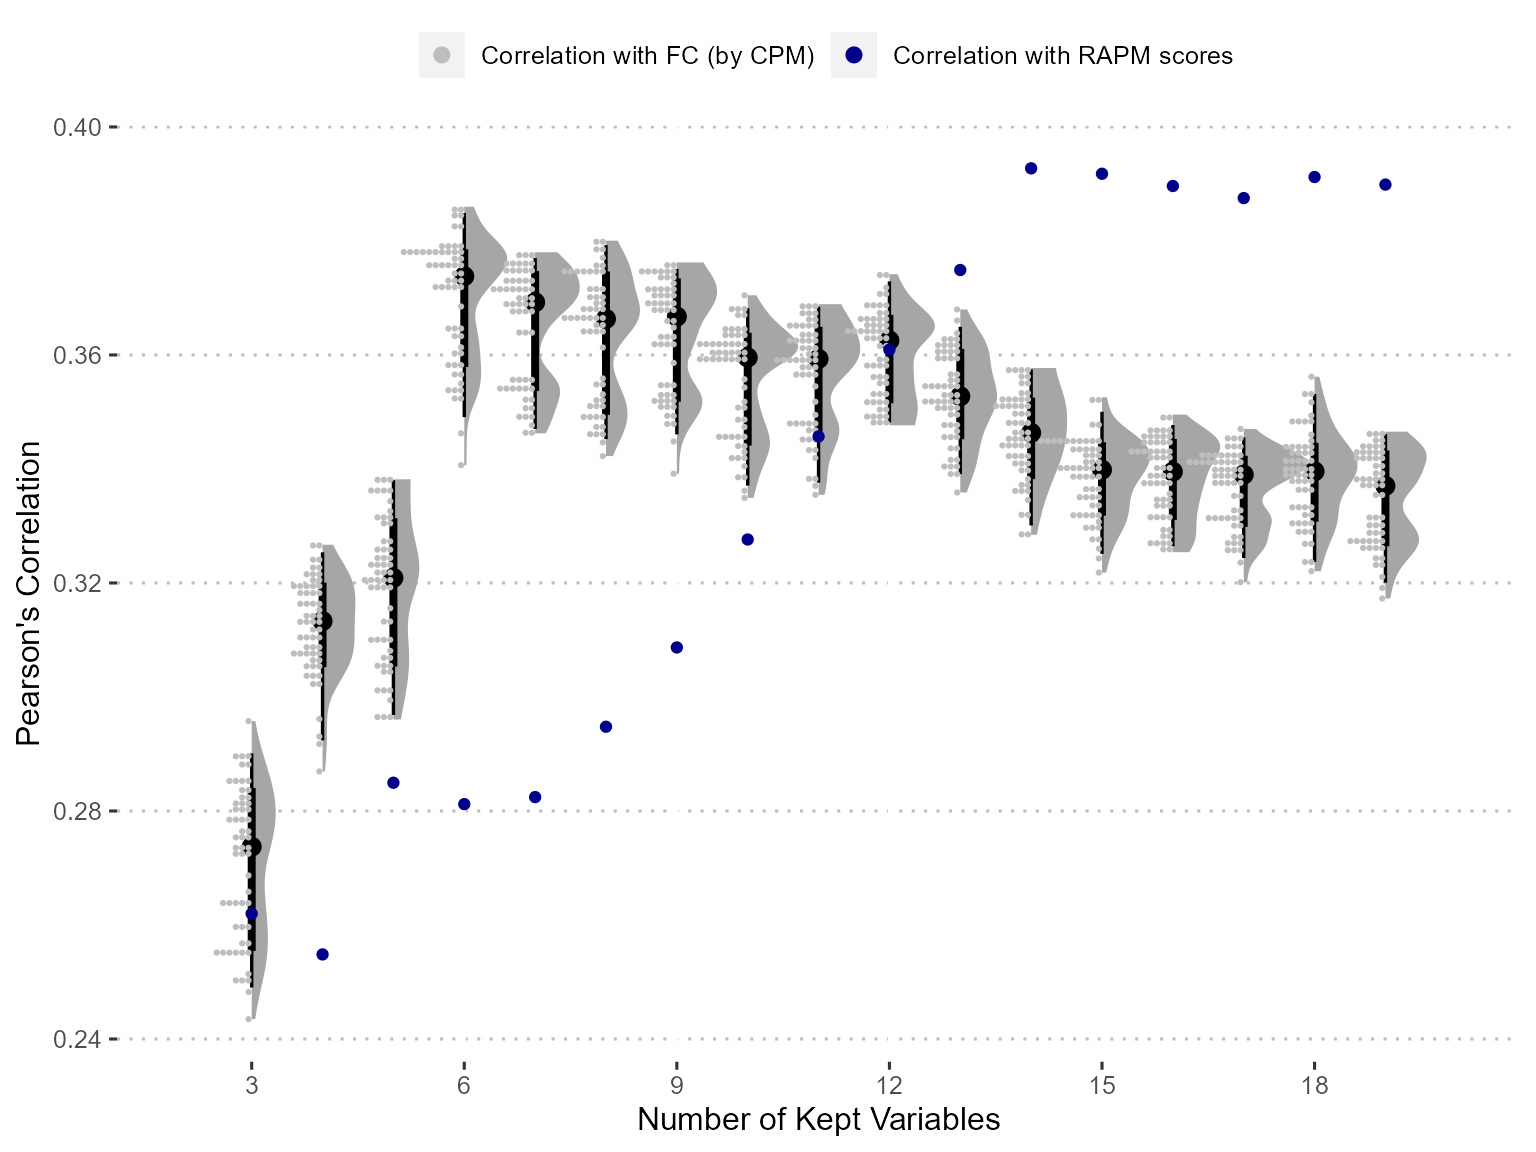 Correlation with FC (by CPM) Correlation with RAPM scores
0.40
0.36
0.32
0.28
0.24
Pearson's Correlation
3 6 9 12 15 18
Number of Kept Variables